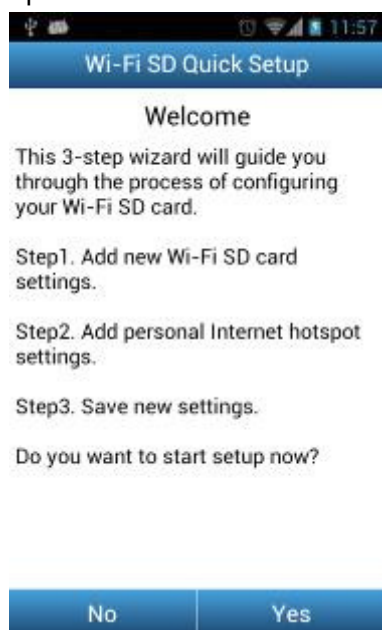 11:57
Wi-Fi SD Quick Setup
Welcome
This 3-step wizard will guide you
through the process of configuring
your Wi-Fi SD card.
Step1. Add new Wi-Fi SD card
settings.
Step2. Add personal Internet hotspot
settings.
Step3. Save new settings.
Do you want to start setup now?
No
Yes